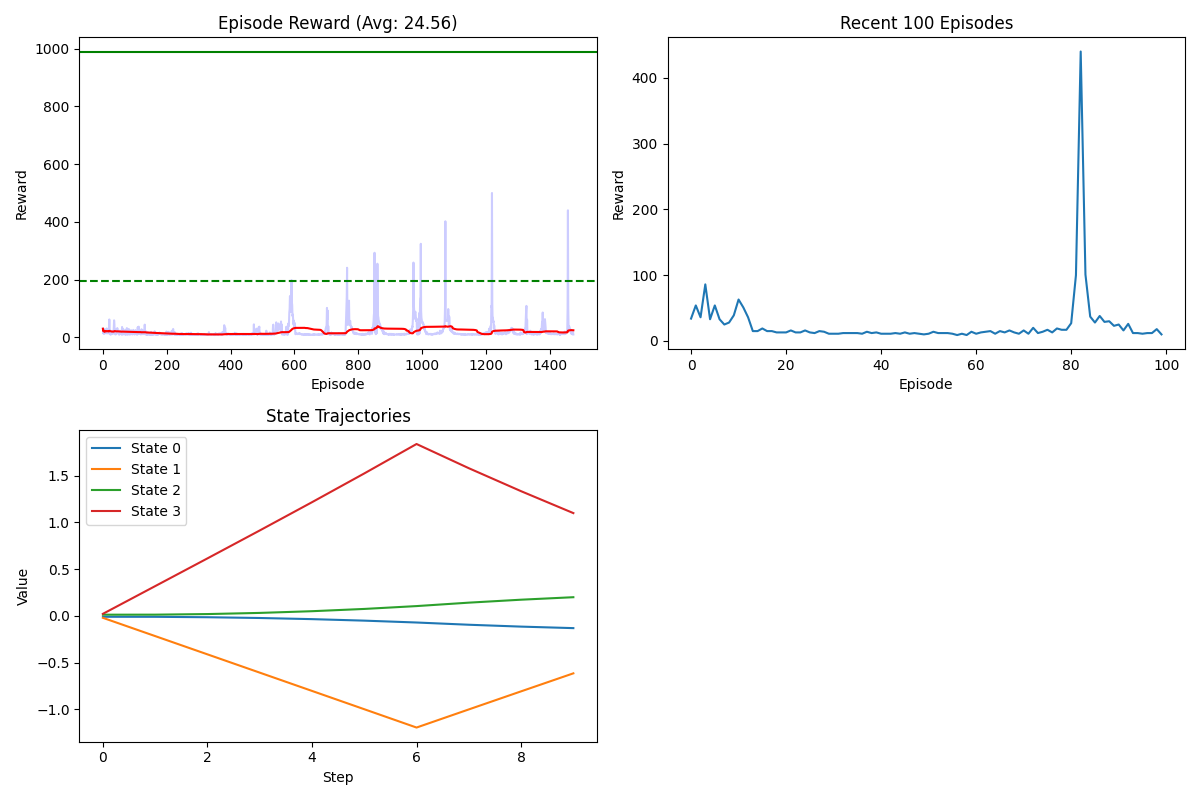 Episode Reward (Avg: 24.56)
Reward
1000
800
600
400
200
0
0 200 400 600 800 1000 1200 1400
Episode
Recent 100 Episodes
Reward
400
300
200
100
0
0 20 40 60 80 100
Episode
State Trajectories
Value
1.5
1.0
0.5
0.0
−0.5
−1.0
State 0
State 1
State 2
State 3
0 2 4 6 8
Step